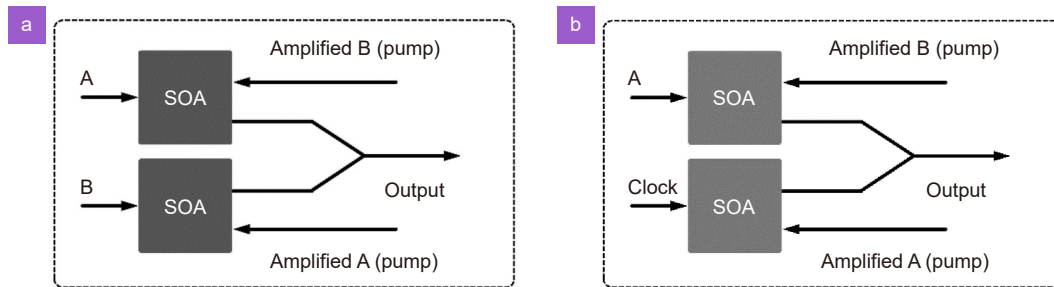 a
Amplified B (pump)
A
SOA
B
SOA
Output
Amplified A (pump)
b
Amplified B (pump)
A
SOA
Clock
SOA
Output
Amplified A (pump)